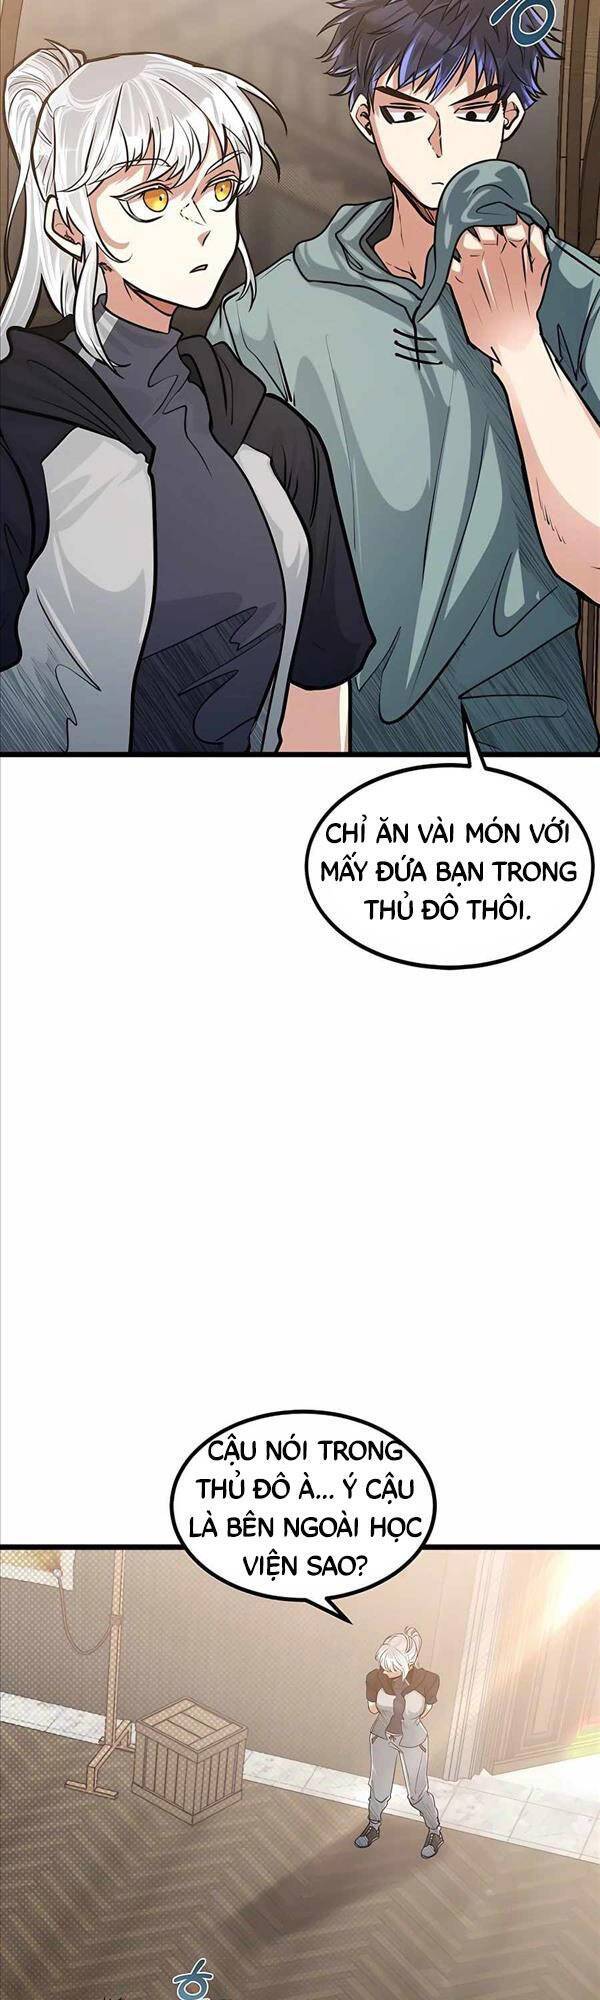 ㅎ
CHỈ ĂN VÀI MÓN VỚI
MẤY ĐỨA BẠN TRONG
THỦ ĐÔ THÔI.
CẬU NÓI TRONG
THỦ ĐÔ À... Ý CẬU
LÀ BÊN NGOÀI HỌC
VIỆN SAO?
ㅎ